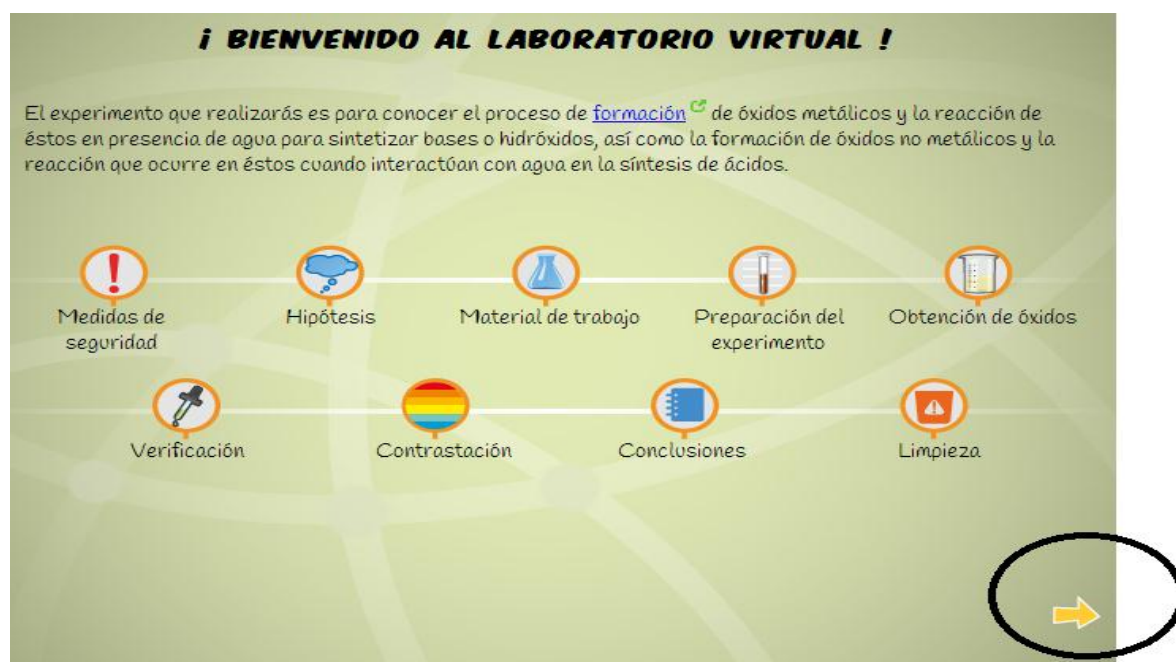 ¡ BIENVENIDO AL LABORATORIO VIRTUAL !
El experimento que realizarás es para conocer el proceso de formación de óxidos metálicos y la reacción de
éstos en presencia de agua para sintetizar bases o hidróxidos, así como la formación de óxidos no metálicos y la
reacción que ocurre en éstos cuando interactúan con agua en la síntesis de ácidos.
Medidas de
seguridad
Hipótesis
Material de trabajo
Preparación del
experimento
Obtención de óxidos
Verificación
Contrastación
Conclusiones
Limpieza